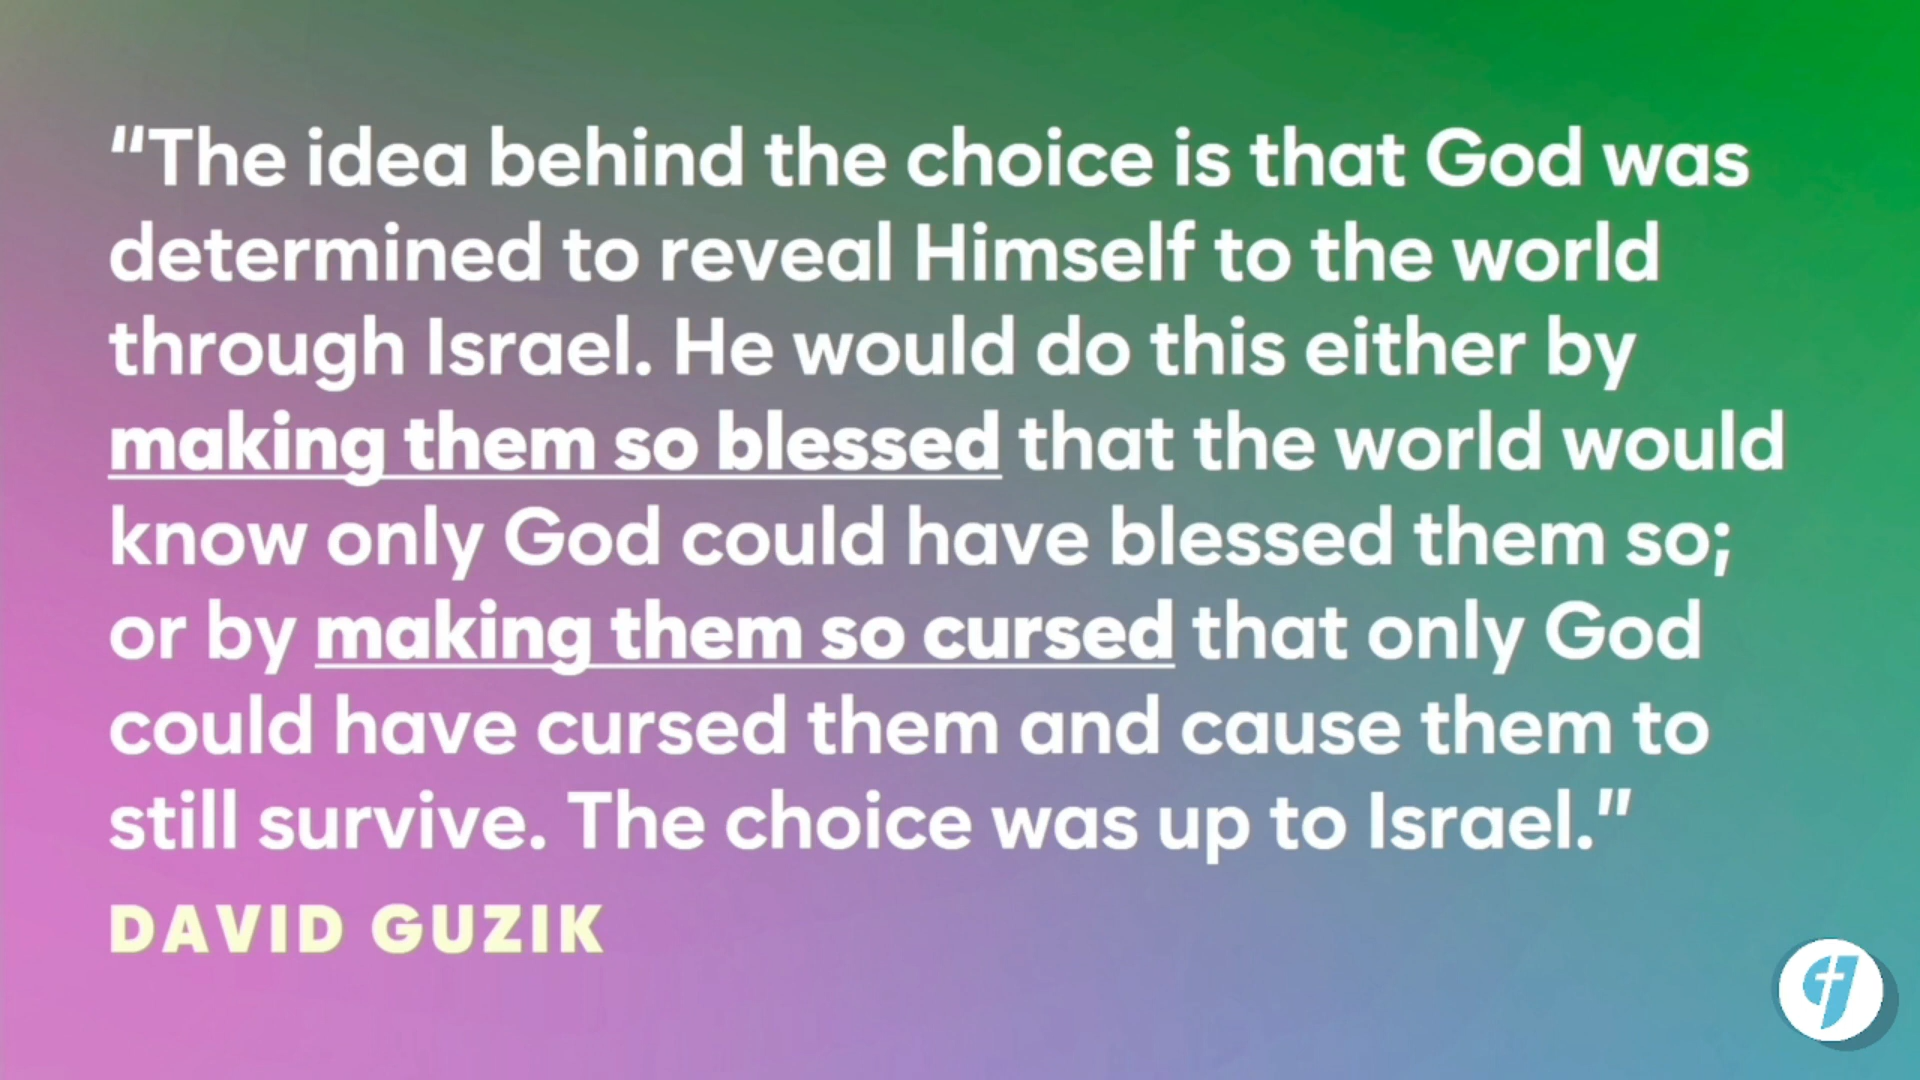 “The idea behind the choice is that God was
determined to reveal Himself to the world
through Israel. He would do this either by
making them so blessed that the world would
know only God could have blessed them so;
or by making them so cursed that only God
could have cursed them and cause them to
still survive. The choice was up to Israel.”
DAVID GUZIK